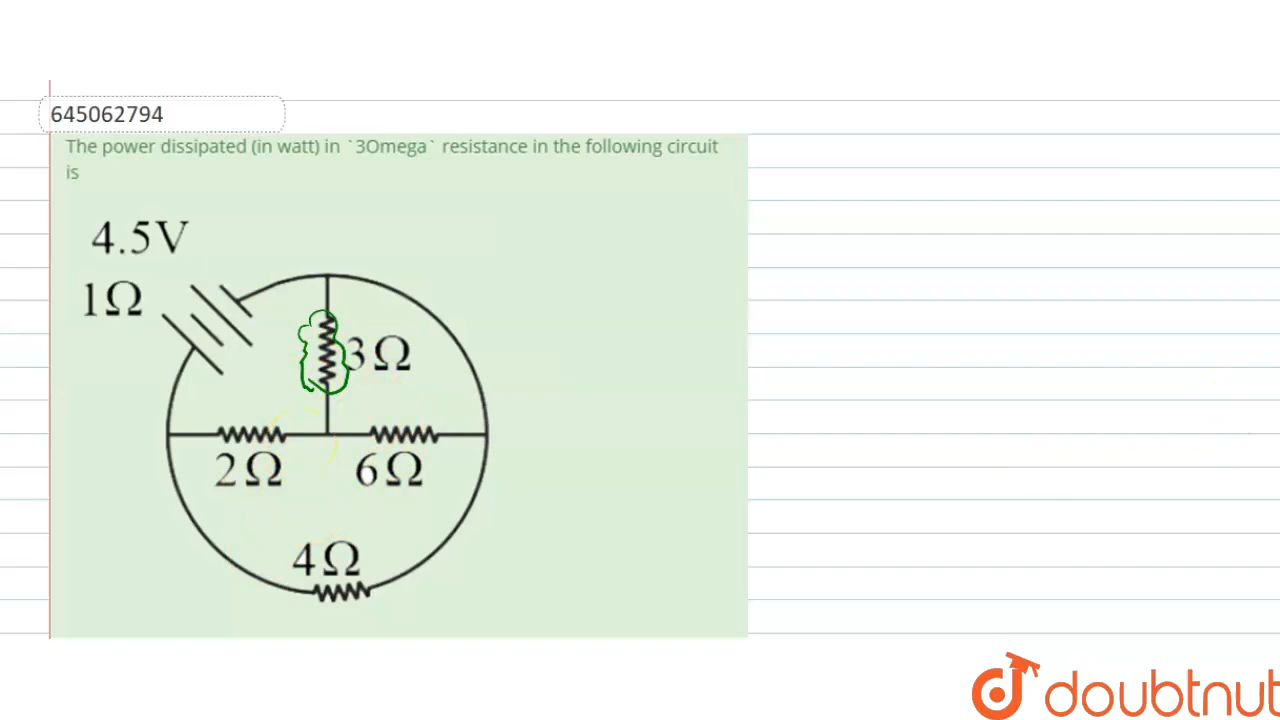 645062794
The power dissipated (in watt) in `3Omega` resistance in the following circuit
is
4.5V
1Ω
3Ω
2Ω
6Ω
4Ω
doubtnut